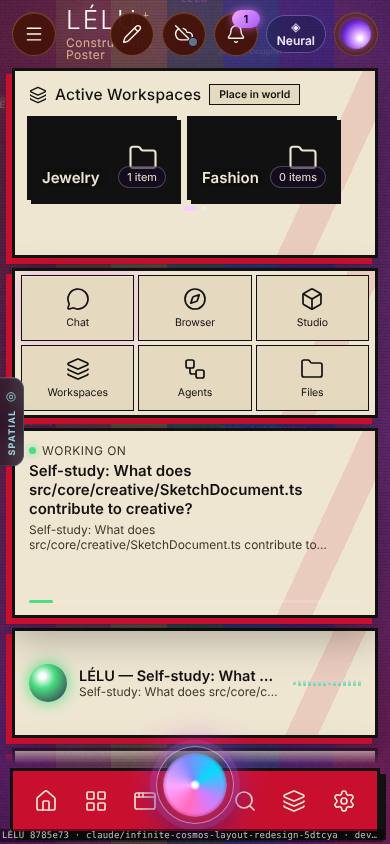 LÉLU
Constru
Poster
1
Neural
Active Workspaces
Place in world
Jewelry
1 item
Fashion
0 items
Chat
Browser
Studio
Workspaces
Agents
Files
SPATIAL
WORKING ON
Self-study: What does
src/core/creative/SketchDocument.ts
contribute to creative?
Self-study: What does
src/core/creative/SketchDocument.ts contribute to…
LÉLU — Self-study: What …
Self-study: What does src/core/c…
LÉLU 8785e73 · claude/infinite-cosmos-layout-redesign-5dtcya · dev…